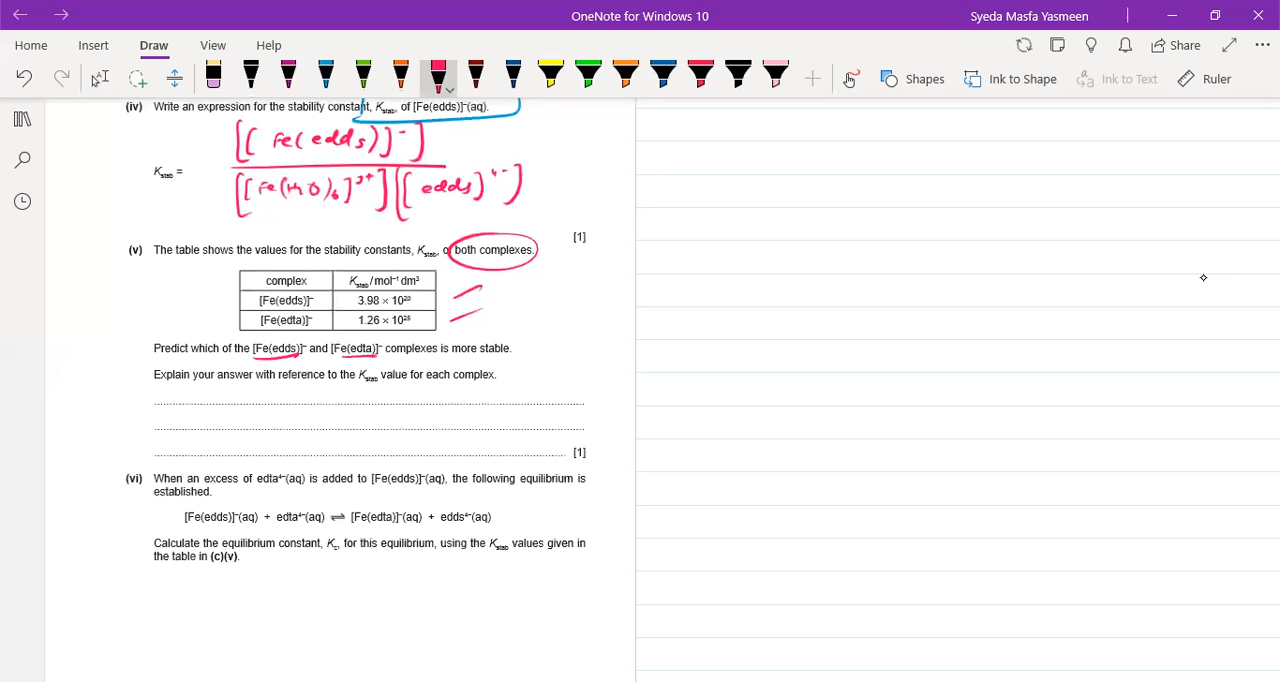 OneNote for Windows 10
Syeda Masfa Yasmeen
Home Insert Draw View Help
Share
Shapes Ink to Shape Ink to Text Ruler
(iv) Write an expression for the stability constant, Kstab, of [Fe(edds)]⁻(aq).
[[Fe(edds)]⁻]
Kstab =
[[Fe(H₂O)₆]³⁺][[edds]⁴⁻]
[1]
(v) The table shows the values for the stability constants, Kstab, of both complexes.
complex Kstab / mol⁻¹ dm³
[Fe(edds)]⁻ 3.98 × 10²⁰
[Fe(edta)]⁻ 1.26 × 10²⁵
Predict which of the [Fe(edds)]⁻ and [Fe(edta)]⁻ complexes is more stable.
Explain your answer with reference to the Kstab value for each complex.
[1]
(vi) When an excess of edta⁴⁻(aq) is added to [Fe(edds)]⁻(aq), the following equilibrium is
established.
[Fe(edds)]⁻(aq) + edta⁴⁻(aq) ⇌ [Fe(edta)]⁻(aq) + edds⁴⁻(aq)
Calculate the equilibrium constant, Kc, for this equilibrium, using the Kstab values given in
the table in (c)(v).